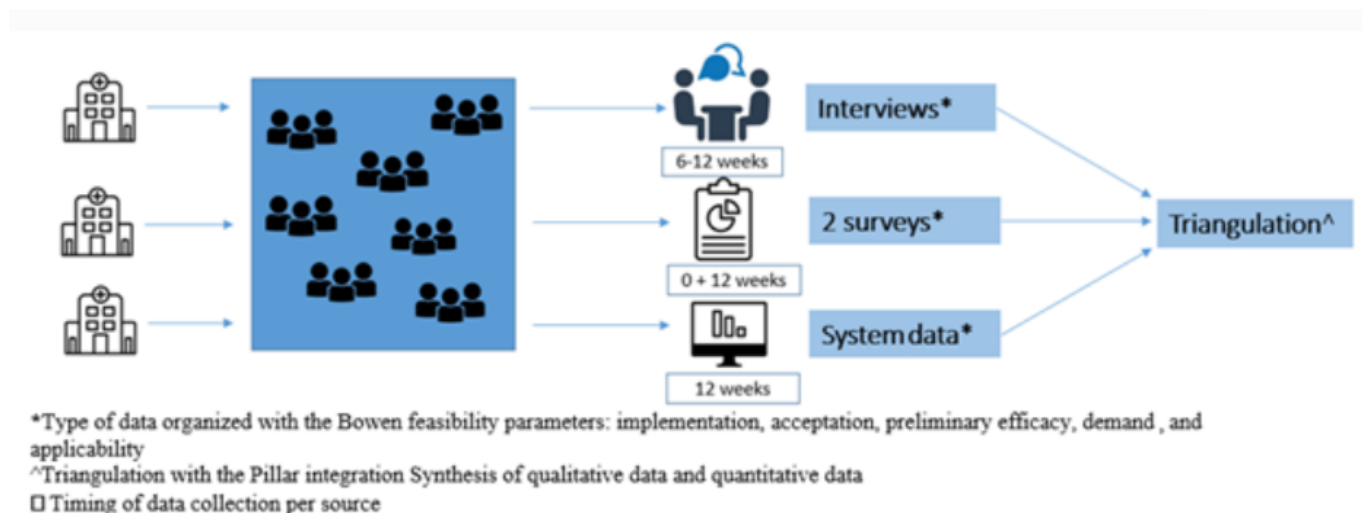 Interviews*
6-12 weeks
2 surveys*
Triangulation^
0 + 12 weeks
System data*
12 weeks
*Type of data organized with the Bowen feasibility parameters: implementation, acceptation, preliminary efficacy, demand , and
applicability
^Triangulation with the Pillar integration Synthesis of qualitative data and quantitative data
☐ Timing of data collection per source